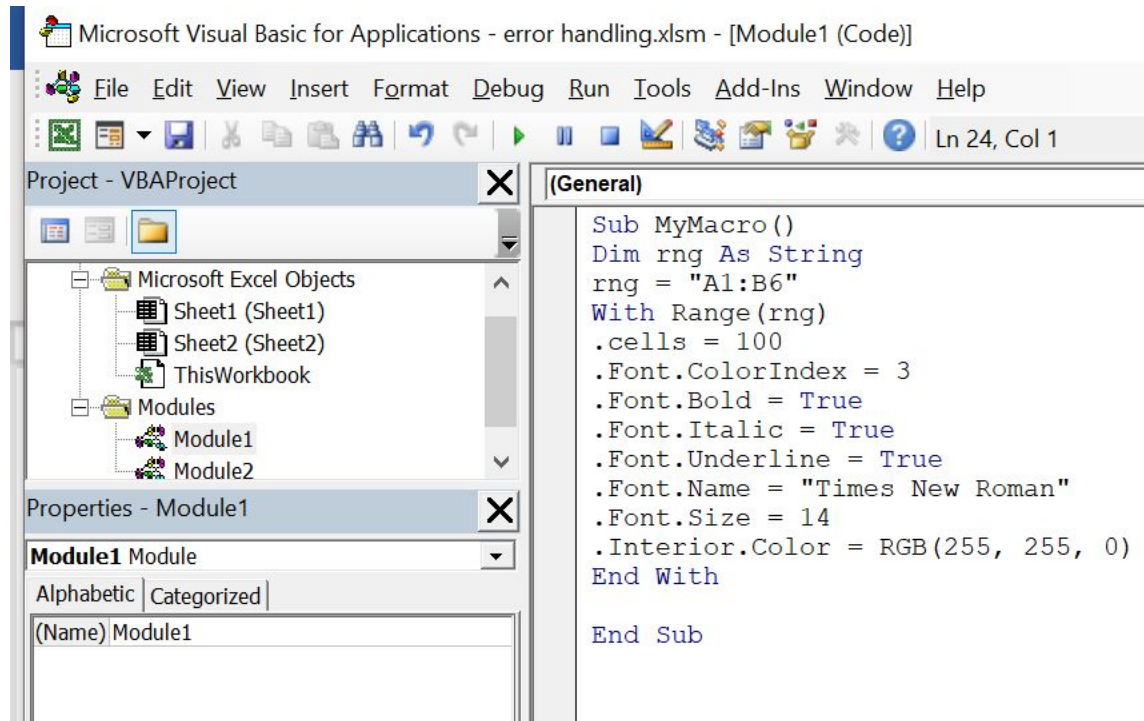 Microsoft Visual Basic for Applications - error handling.xlsm - [Module1 (Code)]
File Edit View Insert Format Debug Run Tools Add-Ins Window Help
Ln 24, Col 1
Project - VBAProject
Microsoft Excel Objects
Sheet1 (Sheet1)
Sheet2 (Sheet2)
ThisWorkbook
Modules
Module1
Module2
Properties - Module1
Module1 Module
Alphabetic Categorized
(Name) Module1
(General)
Sub MyMacro()
Dim rng As String
rng = "A1:B6"
With Range(rng)
.cells = 100
.Font.ColorIndex = 3
.Font.Bold = True
.Font.Italic = True
.Font.Underline = True
.Font.Name = "Times New Roman"
.Font.Size = 14
.Interior.Color = RGB(255, 255, 0)
End With
End Sub